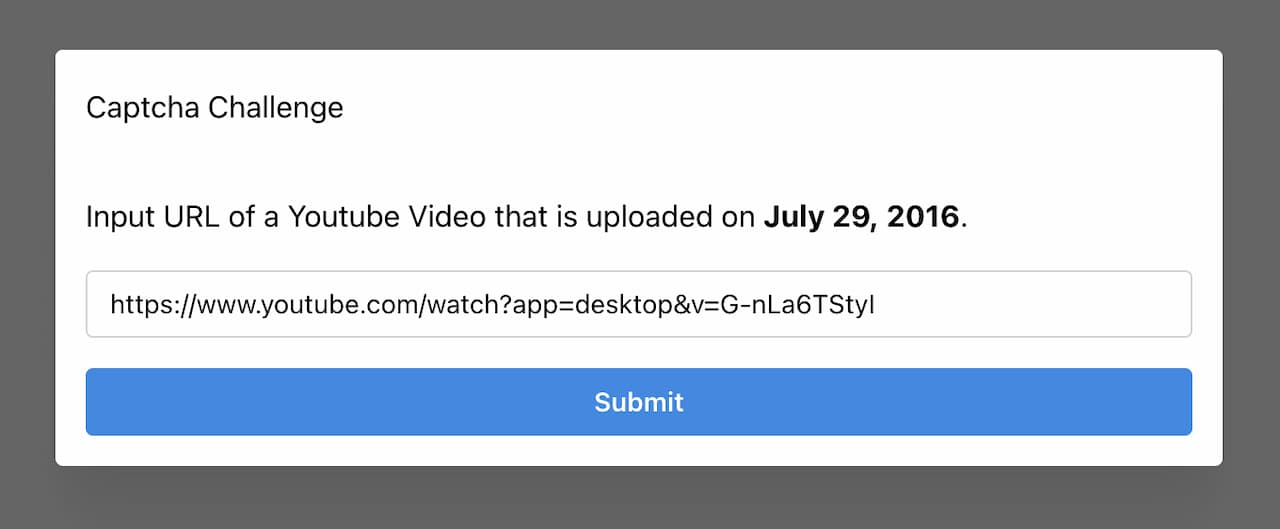 Captcha Challenge
Input URL of a Youtube Video that is uploaded on July 29, 2016.
https://www.youtube.com/watch?app=desktop&v=G-nLa6TStyI
Submit